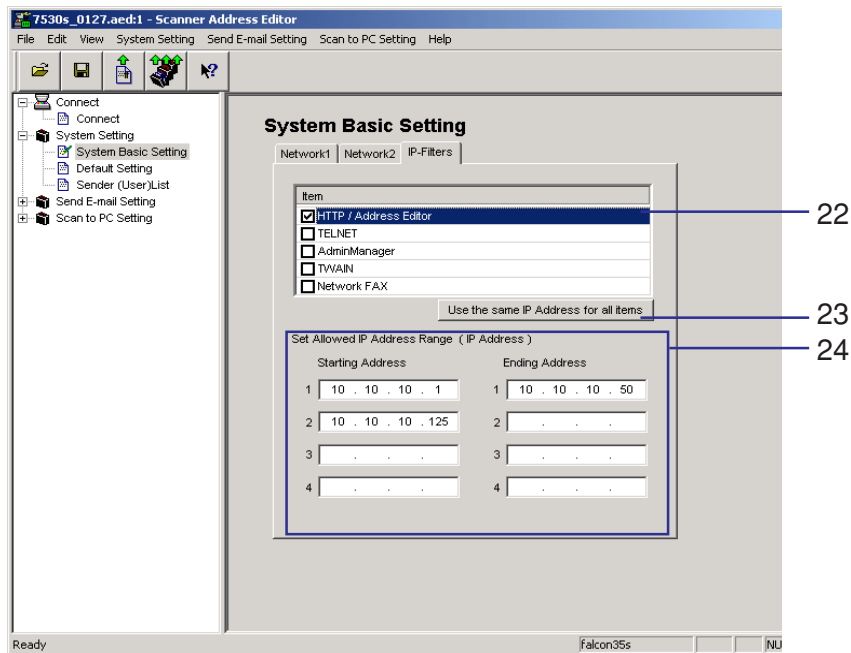 7530s_0127.aed:1 - Scanner Address Editor
File Edit View System Setting Send E-mail Setting Scan to PC Setting Help
Connect
Connect
System Setting
System Basic Setting
Default Setting
Sender (User)List
Send E-mail Setting
Scan to PC Setting
System Basic Setting
Network1 Network2 IP-Filters
Item
HTTP / Address Editor
TELNET
AdminManager
TWAIN
Network FAX
22
Use the same IP Address for all items
23
Set Allowed IP Address Range ( IP Address )
24
Starting Address Ending Address
1 10 . 10 . 10 . 1 1 10 . 10 . 10 . 50
2 10 . 10 . 10 . 125 2 . . .
3 . . . 3 . . .
4 . . . 4 . . .
Ready falcon35s NU